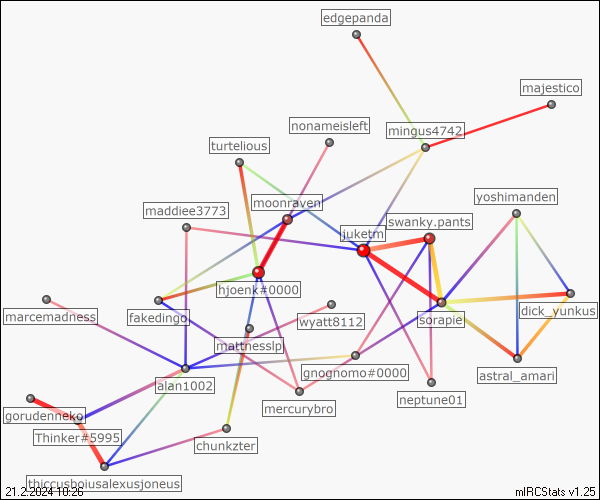 edgepanda
majestico
nonameisleft
mingus4742
turtelious
yoshimanden
moonraven
maddiee3773
swanky.pants
juketm
hjoenk#0000
marcemadness
fakedingo
wyatt8112
sorapie
dick_yunkus
matthesslp
gnognomo#0000
astral_amari
alan1002
neptune01
mercurybro
gorudenneko
Thinker#5995
chunkzter
thiccusboiusalexusjoneus
21.2.2024 10:26
mIRCStats v1.25